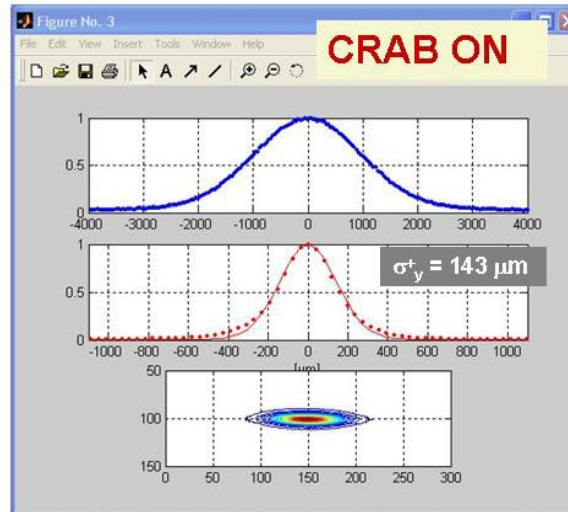 Figure No. 3
File Edit View Insert Tools Window Help
CRAB ON
1
0.5
0
-4000 -3000 -2000 -1000 0 1000 2000 3000 4000
1
σ⁺y = 143 μm
0.5
0
-1000 -800 -600 -400 -200 0 200 400 600 800 1000
[μm]
50
100
150
0 50 100 150 200 250 300